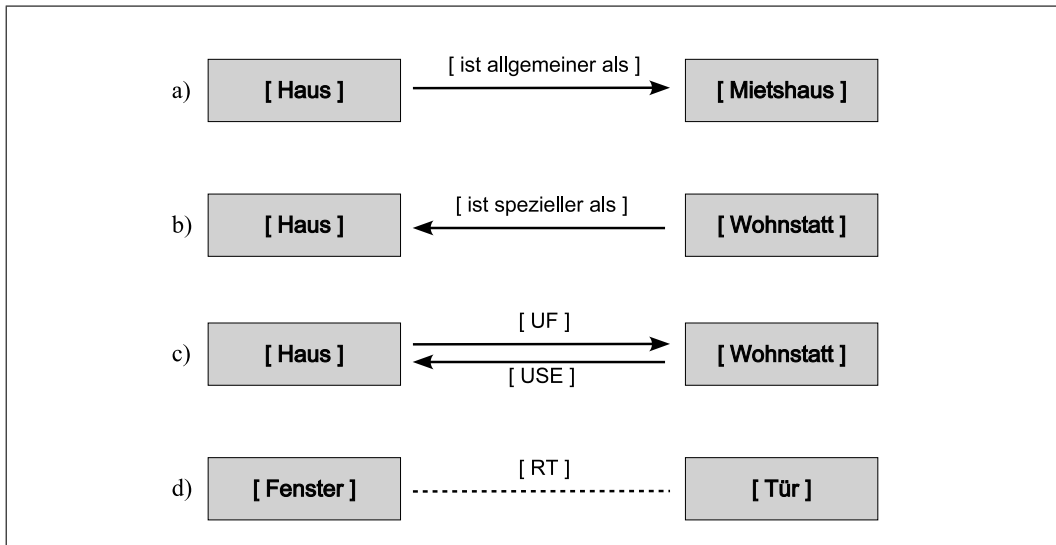 [ ist allgemeiner als ]
a) [ Haus ] [ Mietshaus ]
[ ist spezieller als ]
b) [ Haus ] [ Wohnstatt ]
[ UF ]
c) [ Haus ] [ Wohnstatt ]
[ USE ]
[ RT ]
d) [ Fenster ] [ Tür ]